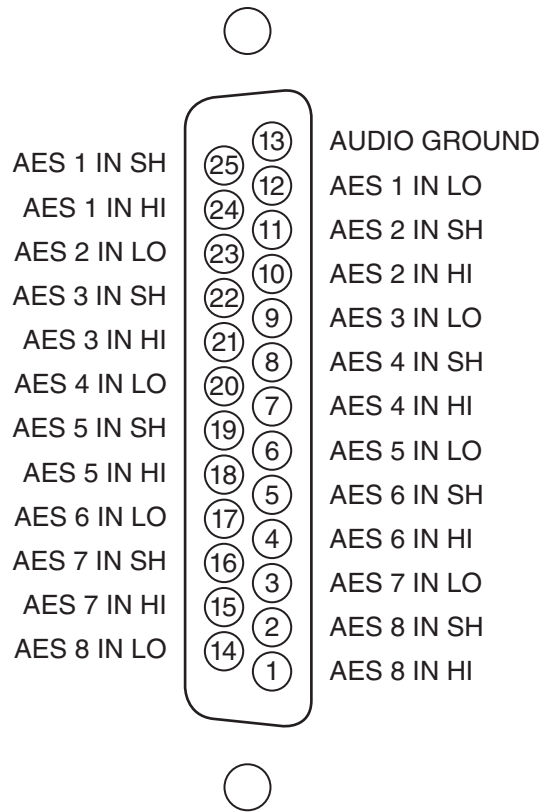 13 AUDIO GROUND
AES 1 IN SH 25
12 AES 1 IN LO
AES 1 IN HI 24
11 AES 2 IN SH
AES 2 IN LO 23
10 AES 2 IN HI
AES 3 IN SH 22
9 AES 3 IN LO
AES 3 IN HI 21
8 AES 4 IN SH
AES 4 IN LO 20
7 AES 4 IN HI
AES 5 IN SH 19
6 AES 5 IN LO
AES 5 IN HI 18
5 AES 6 IN SH
AES 6 IN LO 17
4 AES 6 IN HI
AES 7 IN SH 16
3 AES 7 IN LO
AES 7 IN HI 15
2 AES 8 IN SH
AES 8 IN LO 14
1 AES 8 IN HI